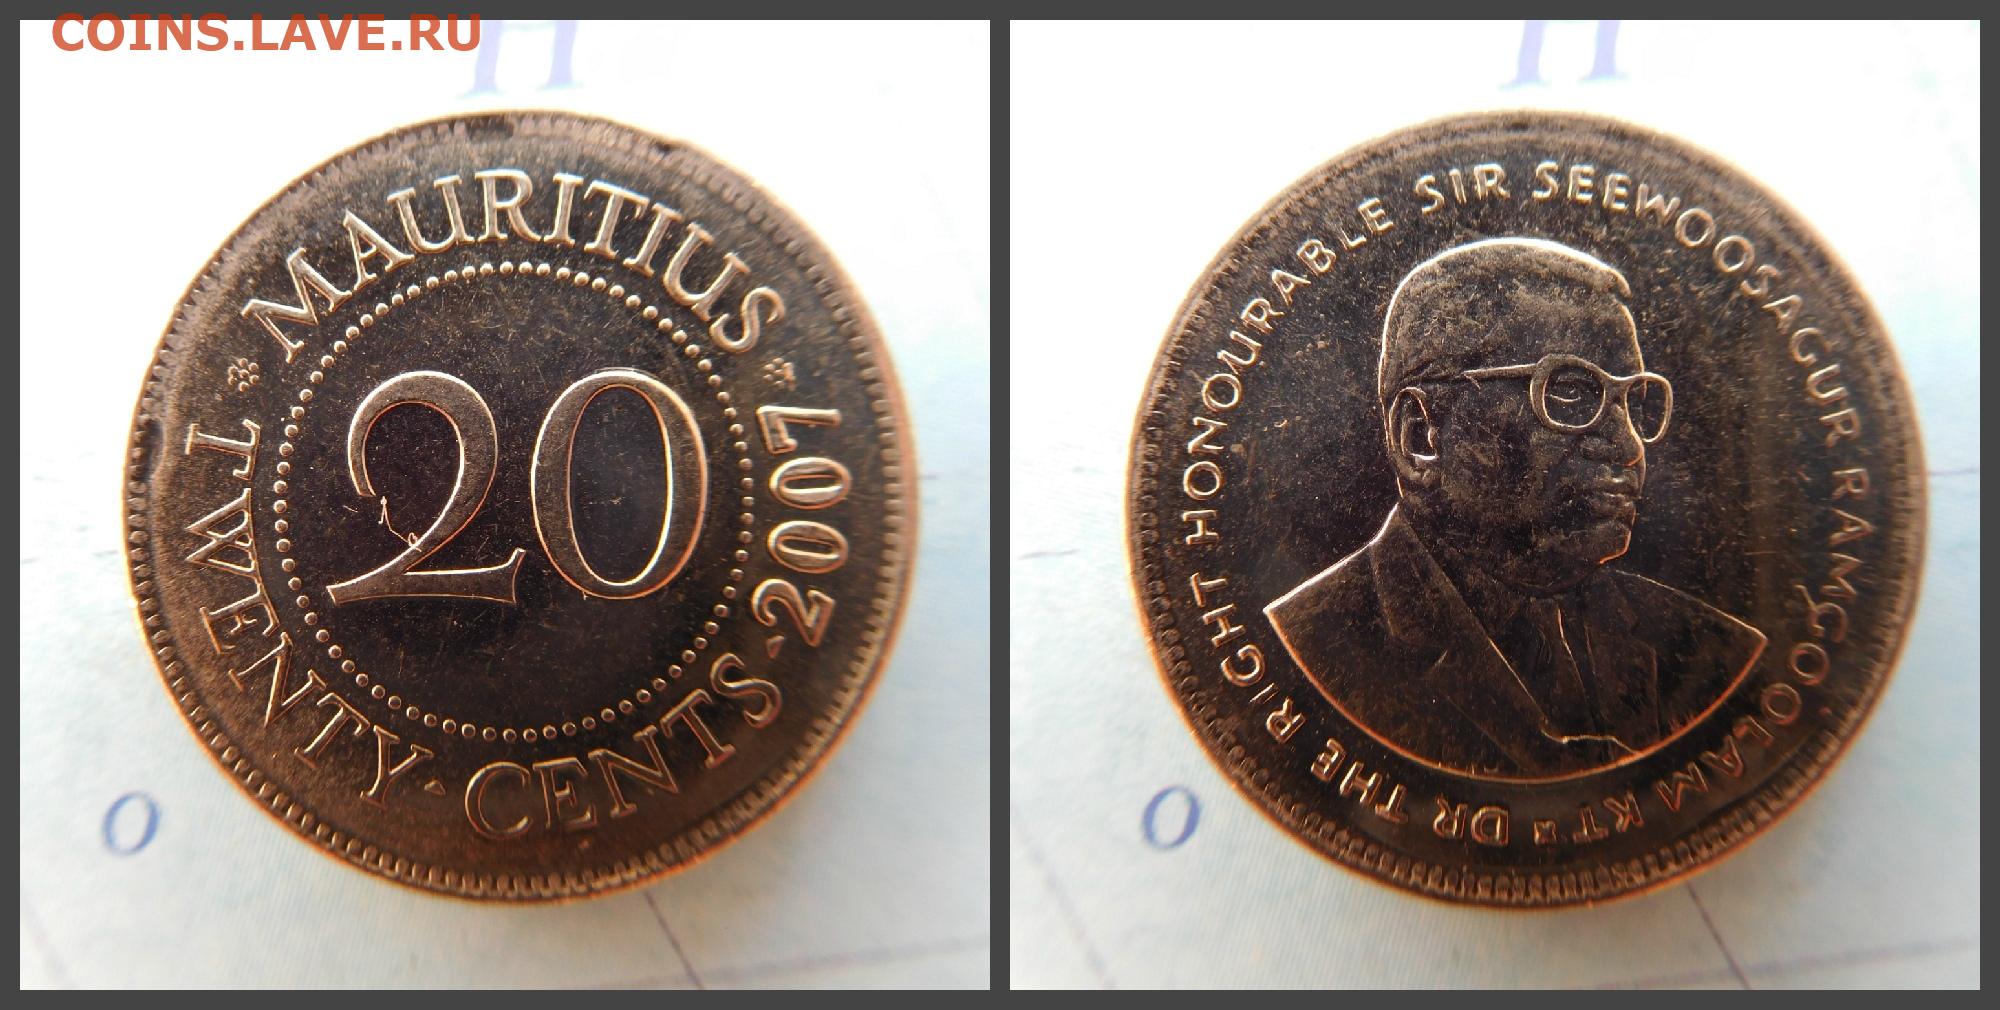 COINS.LAVE.RU
H
MAURITIUS
20
TWENTY · CENTS · 2007
O
H
DR THE RIGHT HONOURABLE SIR SEEWOOSAGUR RAMGOOLAM KT
O